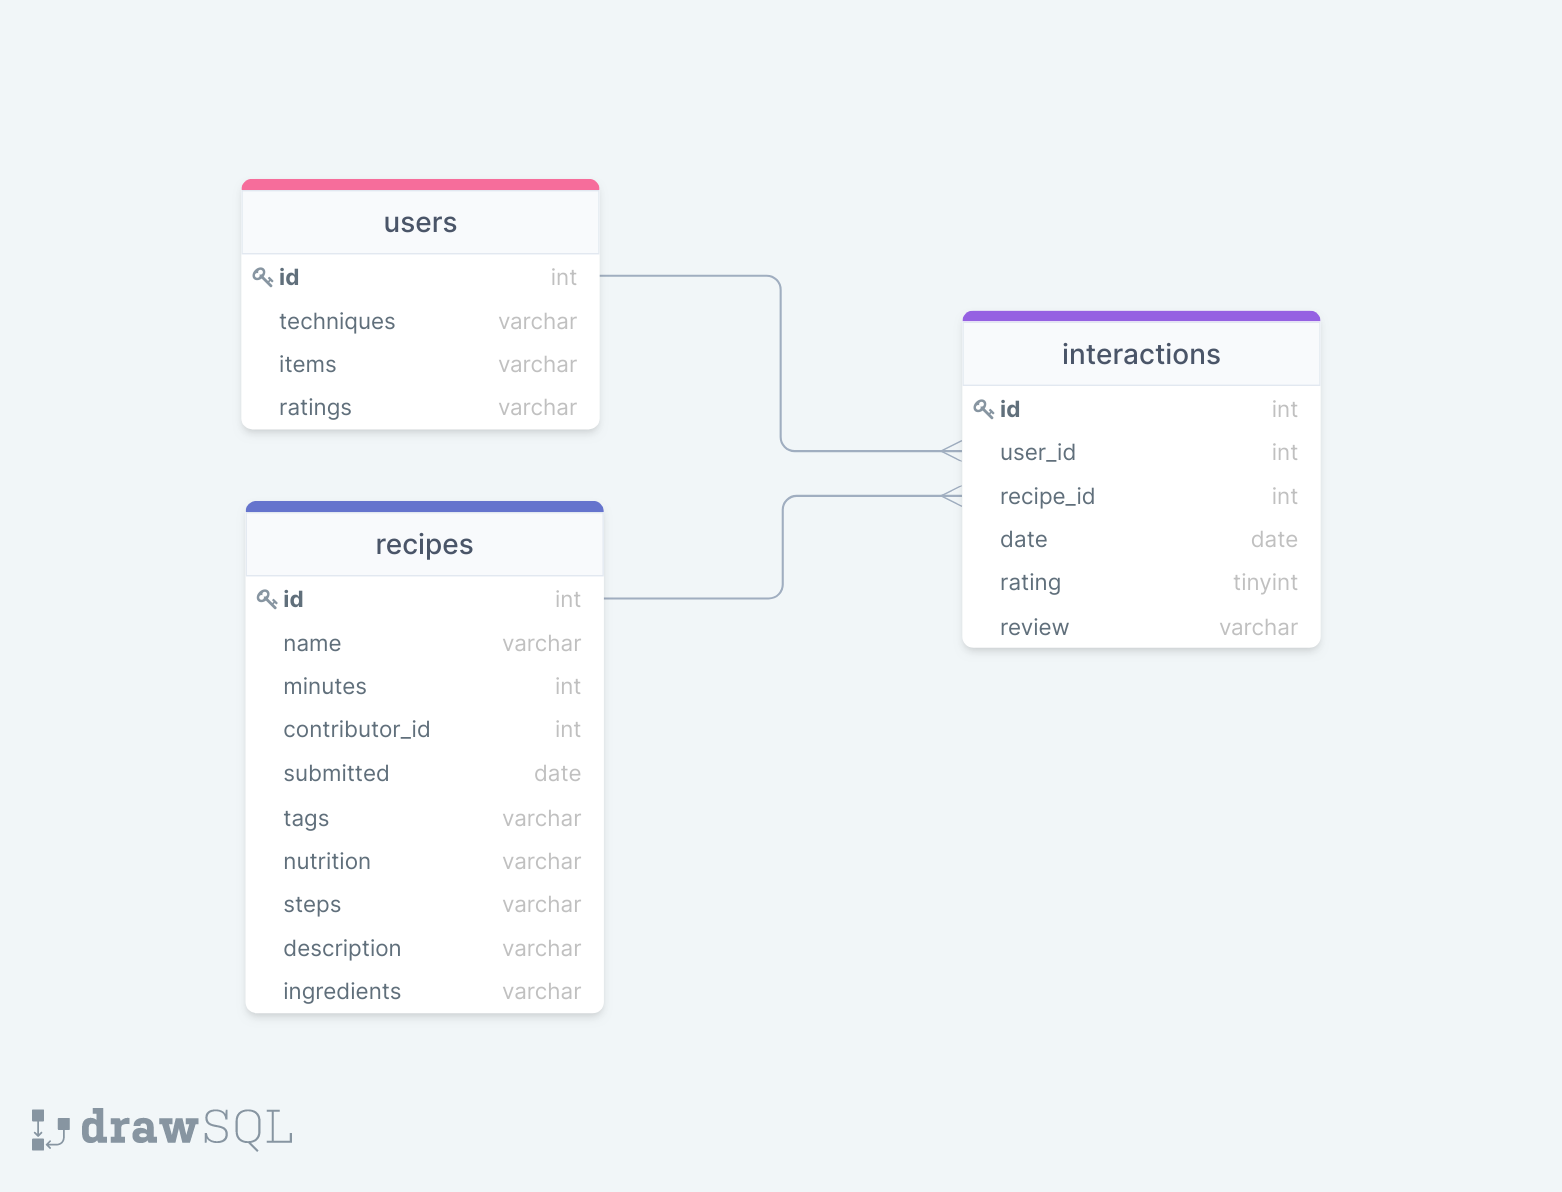 users
id int
techniques varchar
items varchar
ratings varchar
interactions
id int
user_id int
recipe_id int
date date
rating tinyint
review varchar
recipes
id int
name varchar
minutes int
contributor_id int
submitted date
tags varchar
nutrition varchar
steps varchar
description varchar
ingredients varchar
drawSQL